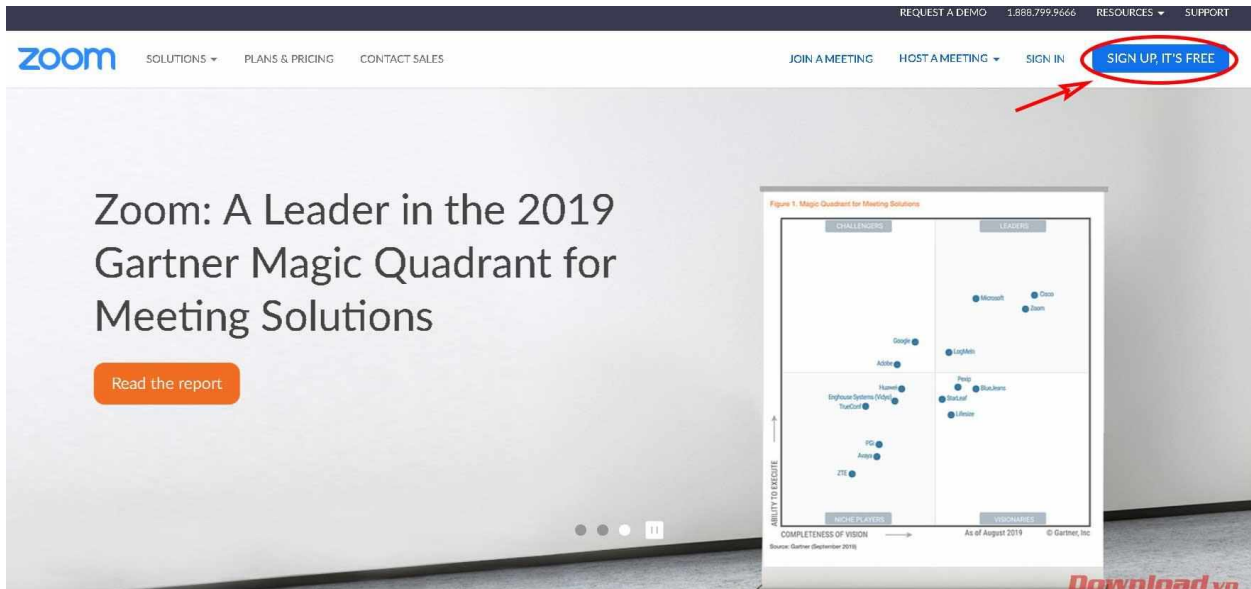 REQUEST A DEMO 1.888.799.9666 RESOURCES SUPPORT
zoom SOLUTIONS PLANS & PRICING CONTACT SALES JOIN A MEETING HOST A MEETING SIGN IN SIGN UP, IT'S FREE
Zoom: A Leader in the 2019
Gartner Magic Quadrant for
Meeting Solutions
Read the report
Figure 1. Magic Quadrant for Meeting Solutions
CHALLENGERS LEADERS
Microsoft Cisco
Zoom
Google
LogMeIn
Adobe
Huawei Pexip BlueJeans
Enghouse Systems (Vidyo) StarLeaf
TrueConf
Lifesize
PGi
Avaya
ZTE
ABILITY TO EXECUTE
NICHE PLAYERS VISIONARIES
COMPLETENESS OF VISION As of August 2019 © Gartner, Inc
Source: Gartner (September 2019)
Download.vn